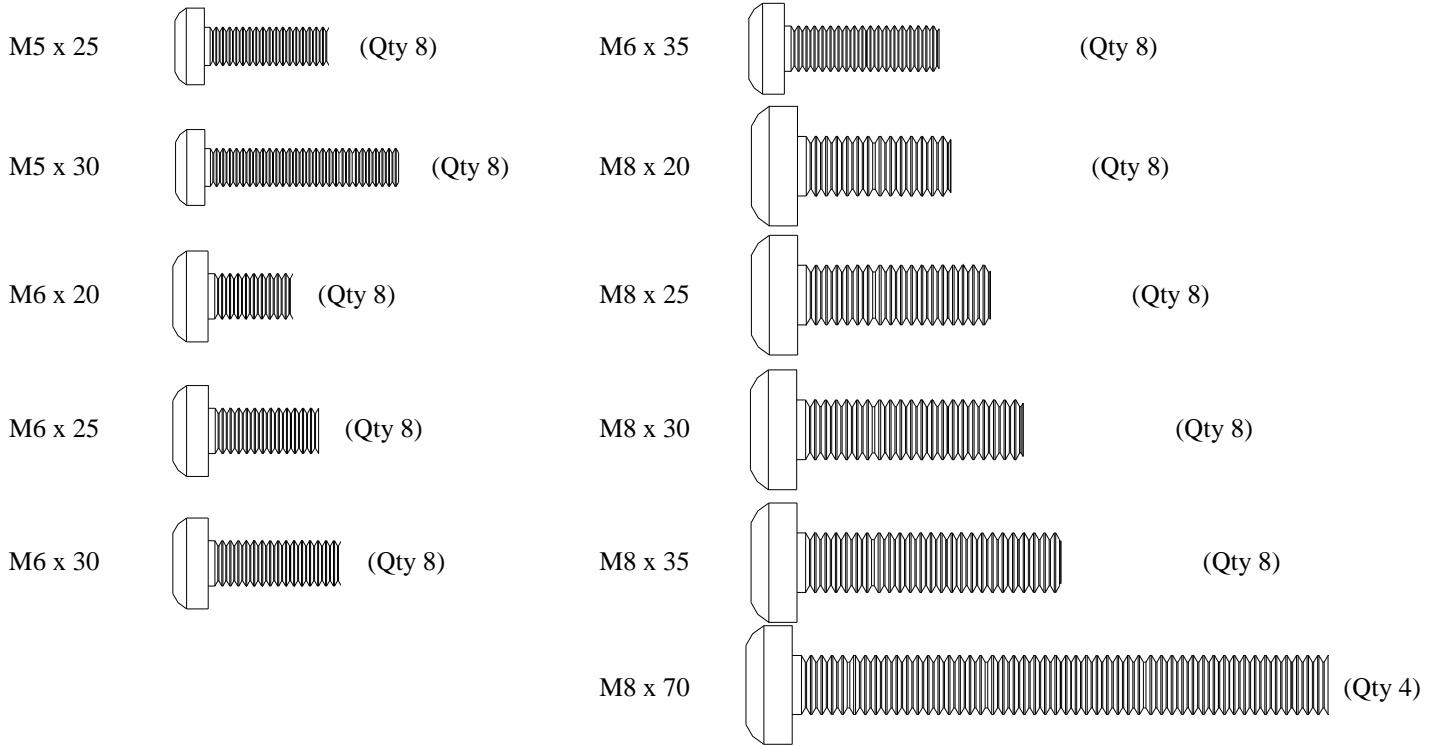 M5 x 25 (Qty 8)
M5 x 30 (Qty 8)
M6 x 20 (Qty 8)
M6 x 25 (Qty 8)
M6 x 30 (Qty 8)
M6 x 35 (Qty 8)
M8 x 20 (Qty 8)
M8 x 25 (Qty 8)
M8 x 30 (Qty 8)
M8 x 35 (Qty 8)
M8 x 70 (Qty 4)